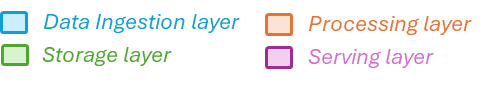 Data Ingestion layer
Processing layer
Storage layer
Serving layer